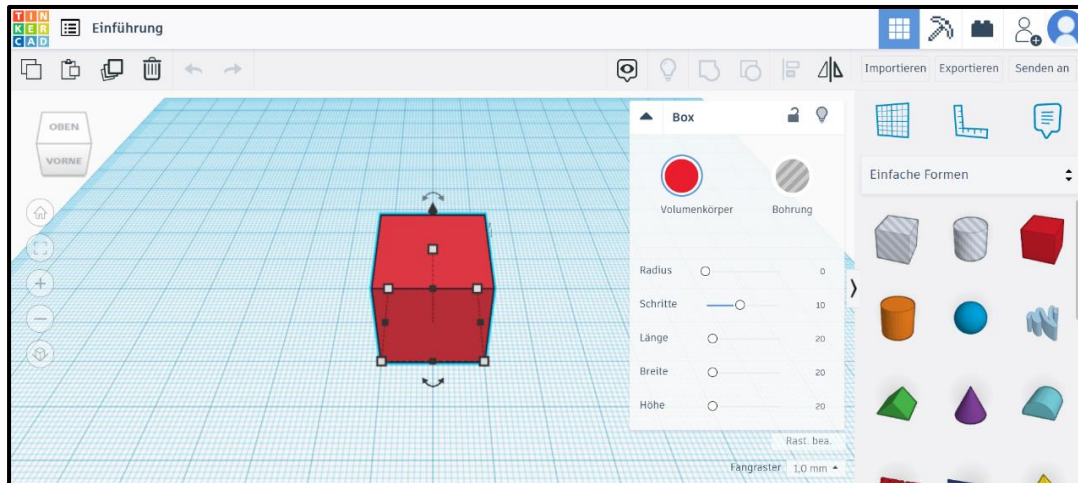 TIN
KER
CAD
Einführung
Importieren Exportieren Senden an
OBEN
VORNE
Box
Volumenkörper Bohrung
Radius 0
Schritte 10
Länge 20
Breite 20
Höhe 20
Rast. bea.
Fangraster 1,0 mm
Einfache Formen